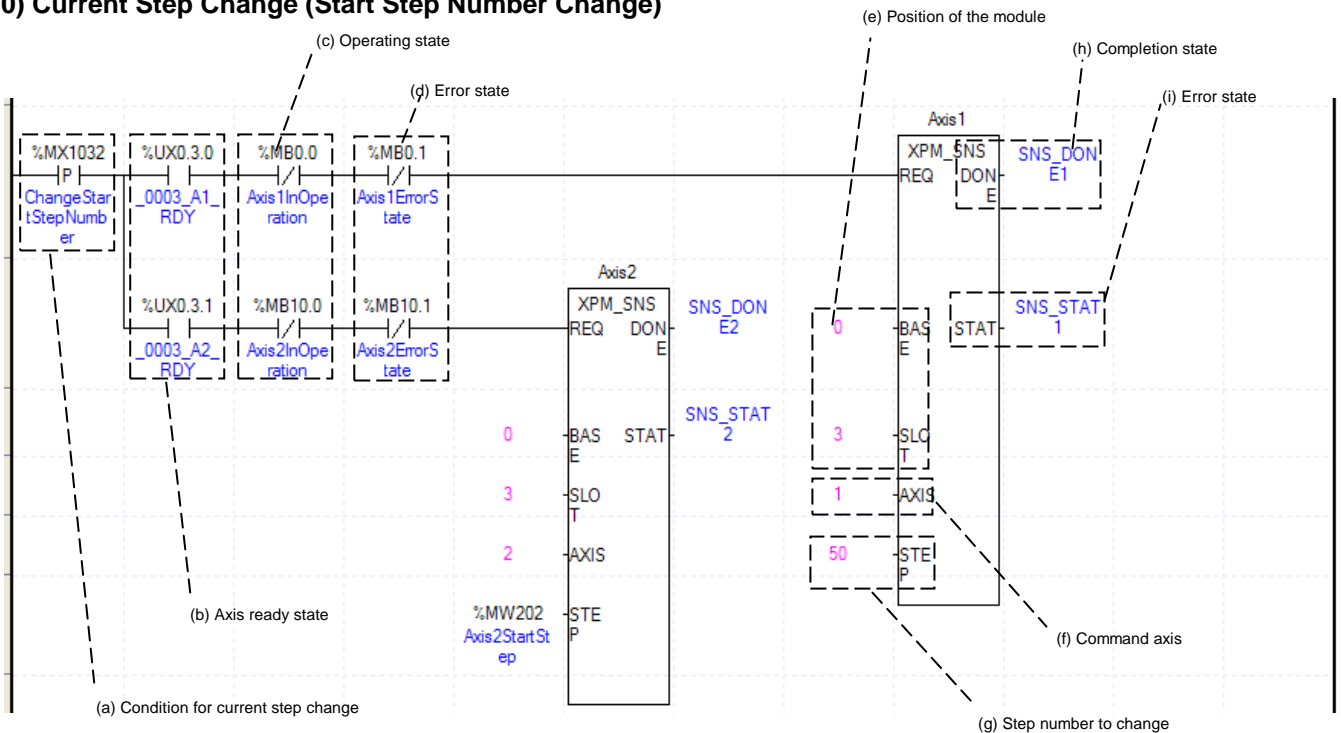 0) Current Step Change (Start Step Number Change)
(e) Position of the module
(c) Operating state
(h) Completion state
(d) Error state
(i) Error state
Axis1
%MX1032
%UX0.3.0
%MB0.0
%MB0.1
XPM_SNS
SNS_DON
E1
P
REQ
DON
E
ChangeStar
tStepNumb
er
_0003_A1_
RDY
Axis1InOpe
ration
Axis1ErrorS
tate
Axis2
%UX0.3.1
%MB10.0
%MB10.1
XPM_SNS
SNS_DON
E2
REQ
DON
E
0
BAS
E
STAT
SNS_STAT
1
_0003_A2_
RDY
Axis2InOpe
ration
Axis2ErrorS
tate
0
BAS
E
STAT
SNS_STAT
2
3
SLO
T
3
SLO
T
1
AXIS
2
AXIS
50
STE
P
%MW202
Axis2StartSt
ep
STE
P
(b) Axis ready state
(f) Command axis
(a) Condition for current step change
(g) Step number to change